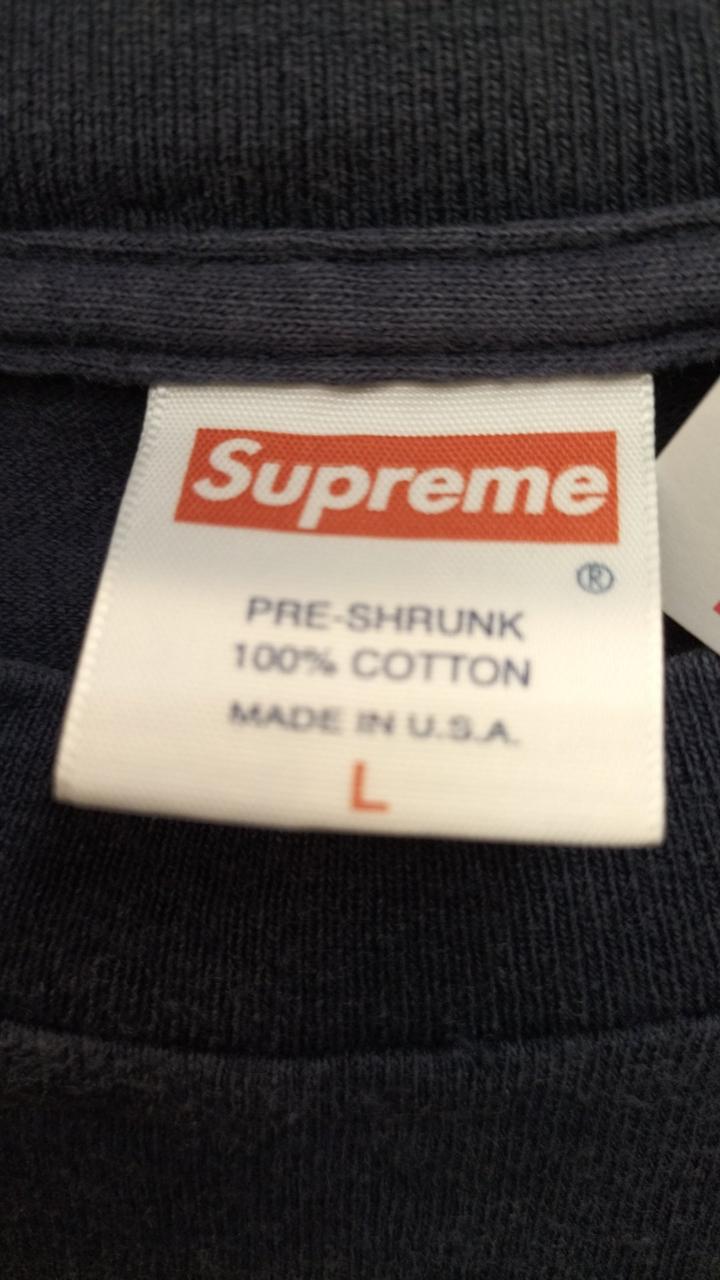 Supreme
®
PRE-SHRUNK
100% COTTON
MADE IN U.S.A.
L